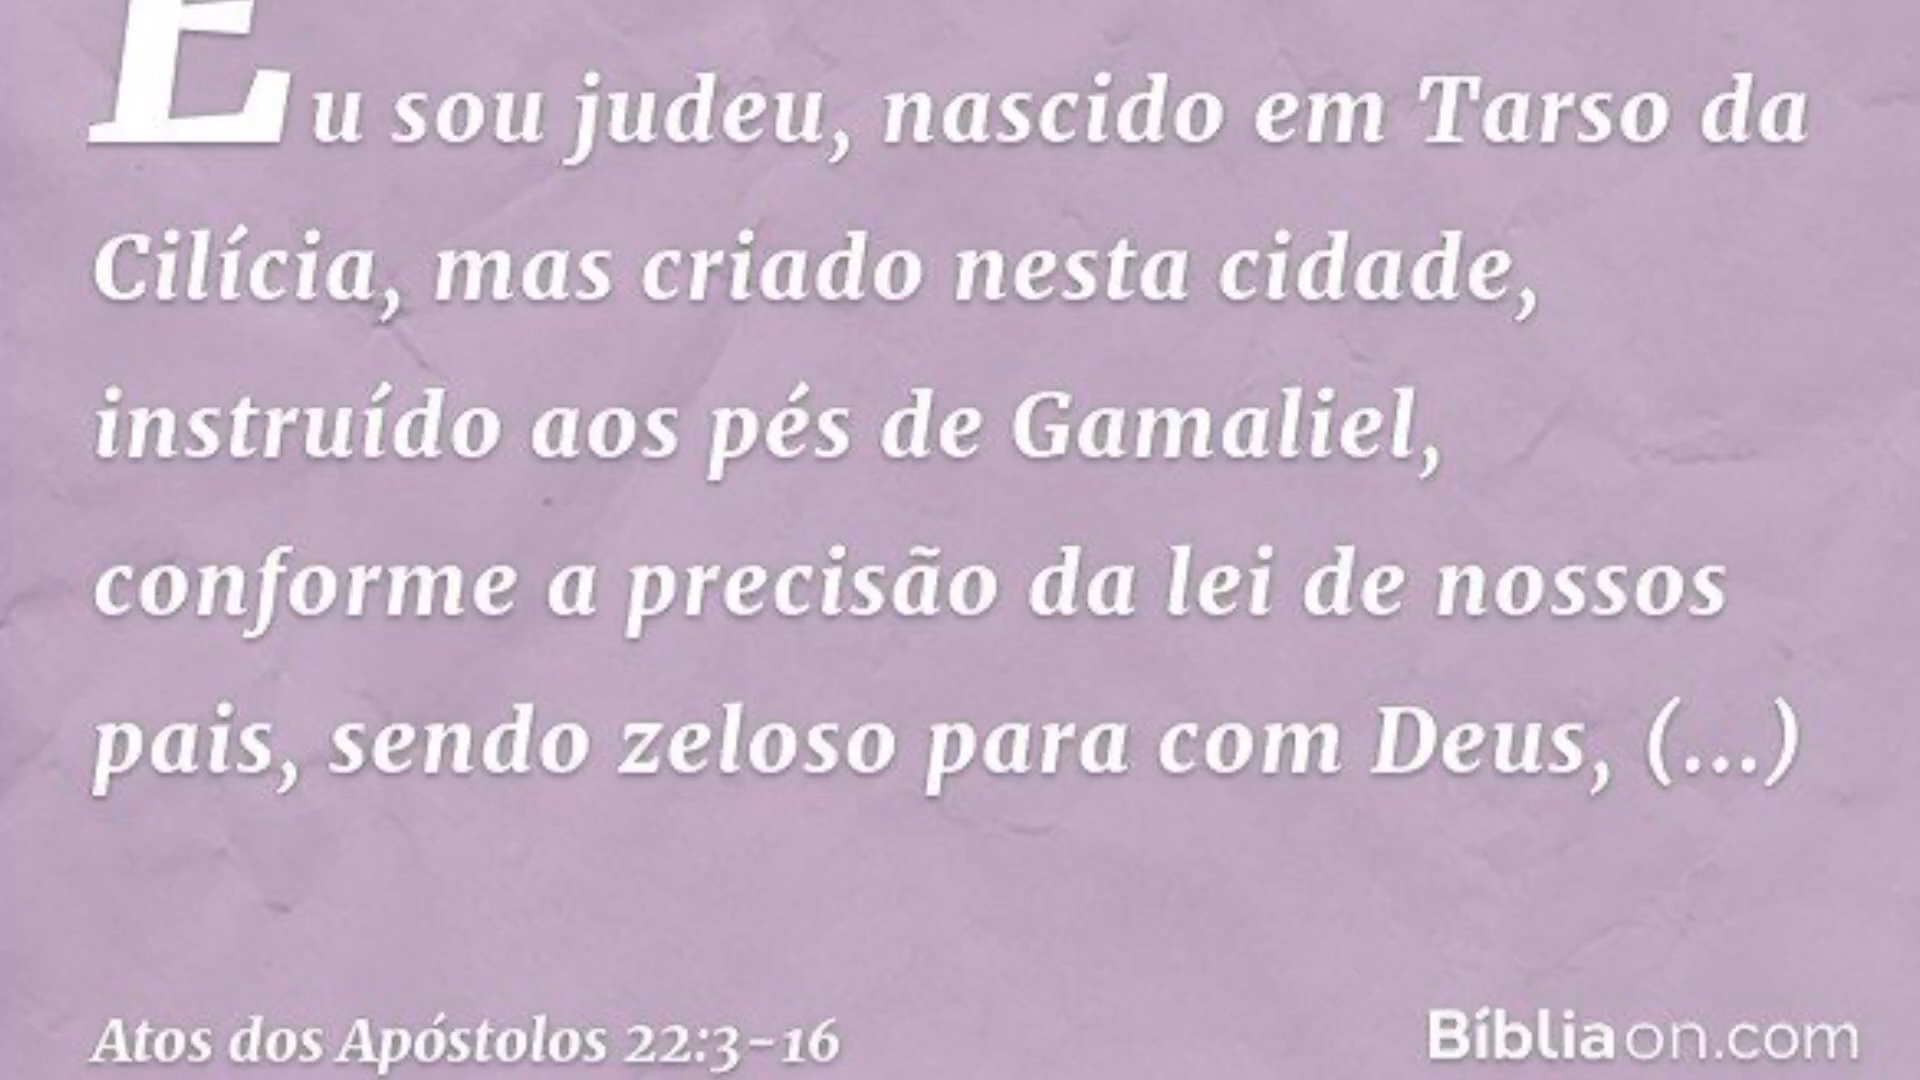 Eu sou judeu, nascido em Tarso da
Cilícia, mas criado nesta cidade,
instruído aos pés de Gamaliel,
conforme a precisão da lei de nossos
pais, sendo zeloso para com Deus, (...)
Atos dos Apóstolos 22:3-16
Bíbliaon.com